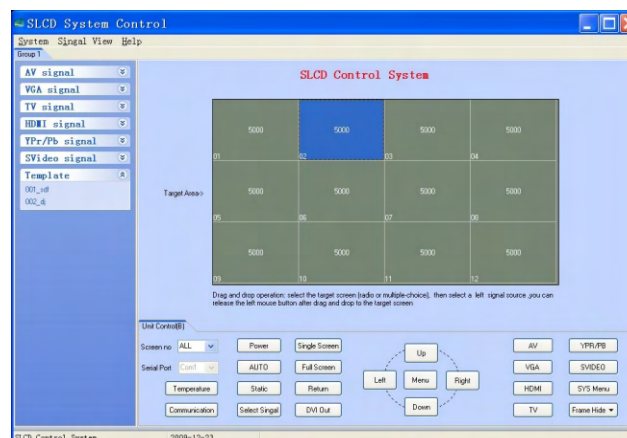 SLCD System Control
System Singal View Help
Group 1
AV signal
VGA signal
TV signal
HDMI signal
YPr/Pb signal
SVideo signal
Template
001_sdl
002_dj
SLCD Control System
Target Area->
5000 5000 5000 5000
01 02 03 04
5000 5000 5000 5000
05 06 07 08
5000 5000 5000 5000
09 10 11 12
Drag and drop operation: select the target screen (radio or multiple-choice), then select a left signal source ,you can
release the left mouse button after drag and drop to the target screen
Unit Control(B)
Screen no ALL Power Single Screen Up AV YPR/PB
Serial Port Com1 AUTO Full Screen Left Menu Right VGA SVIDEO
Temperature Static Return HDMI SYS Menu
Communication Select Singal DVI Out Down TV Frame Hide
SLCD Control System 2009-12-23